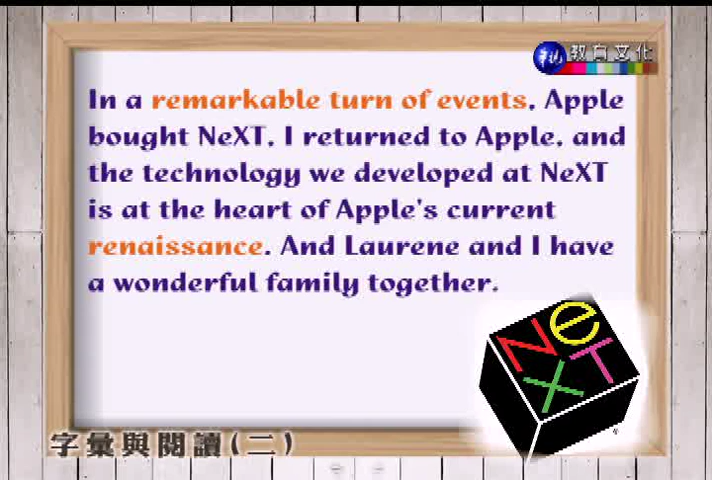 華視 教育文化
In a remarkable turn of events, Apple
bought NeXT, I returned to Apple, and
the technology we developed at NeXT
is at the heart of Apple's current
renaissance. And Laurene and I have
a wonderful family together.
NeXT
字彙與閱讀(二)